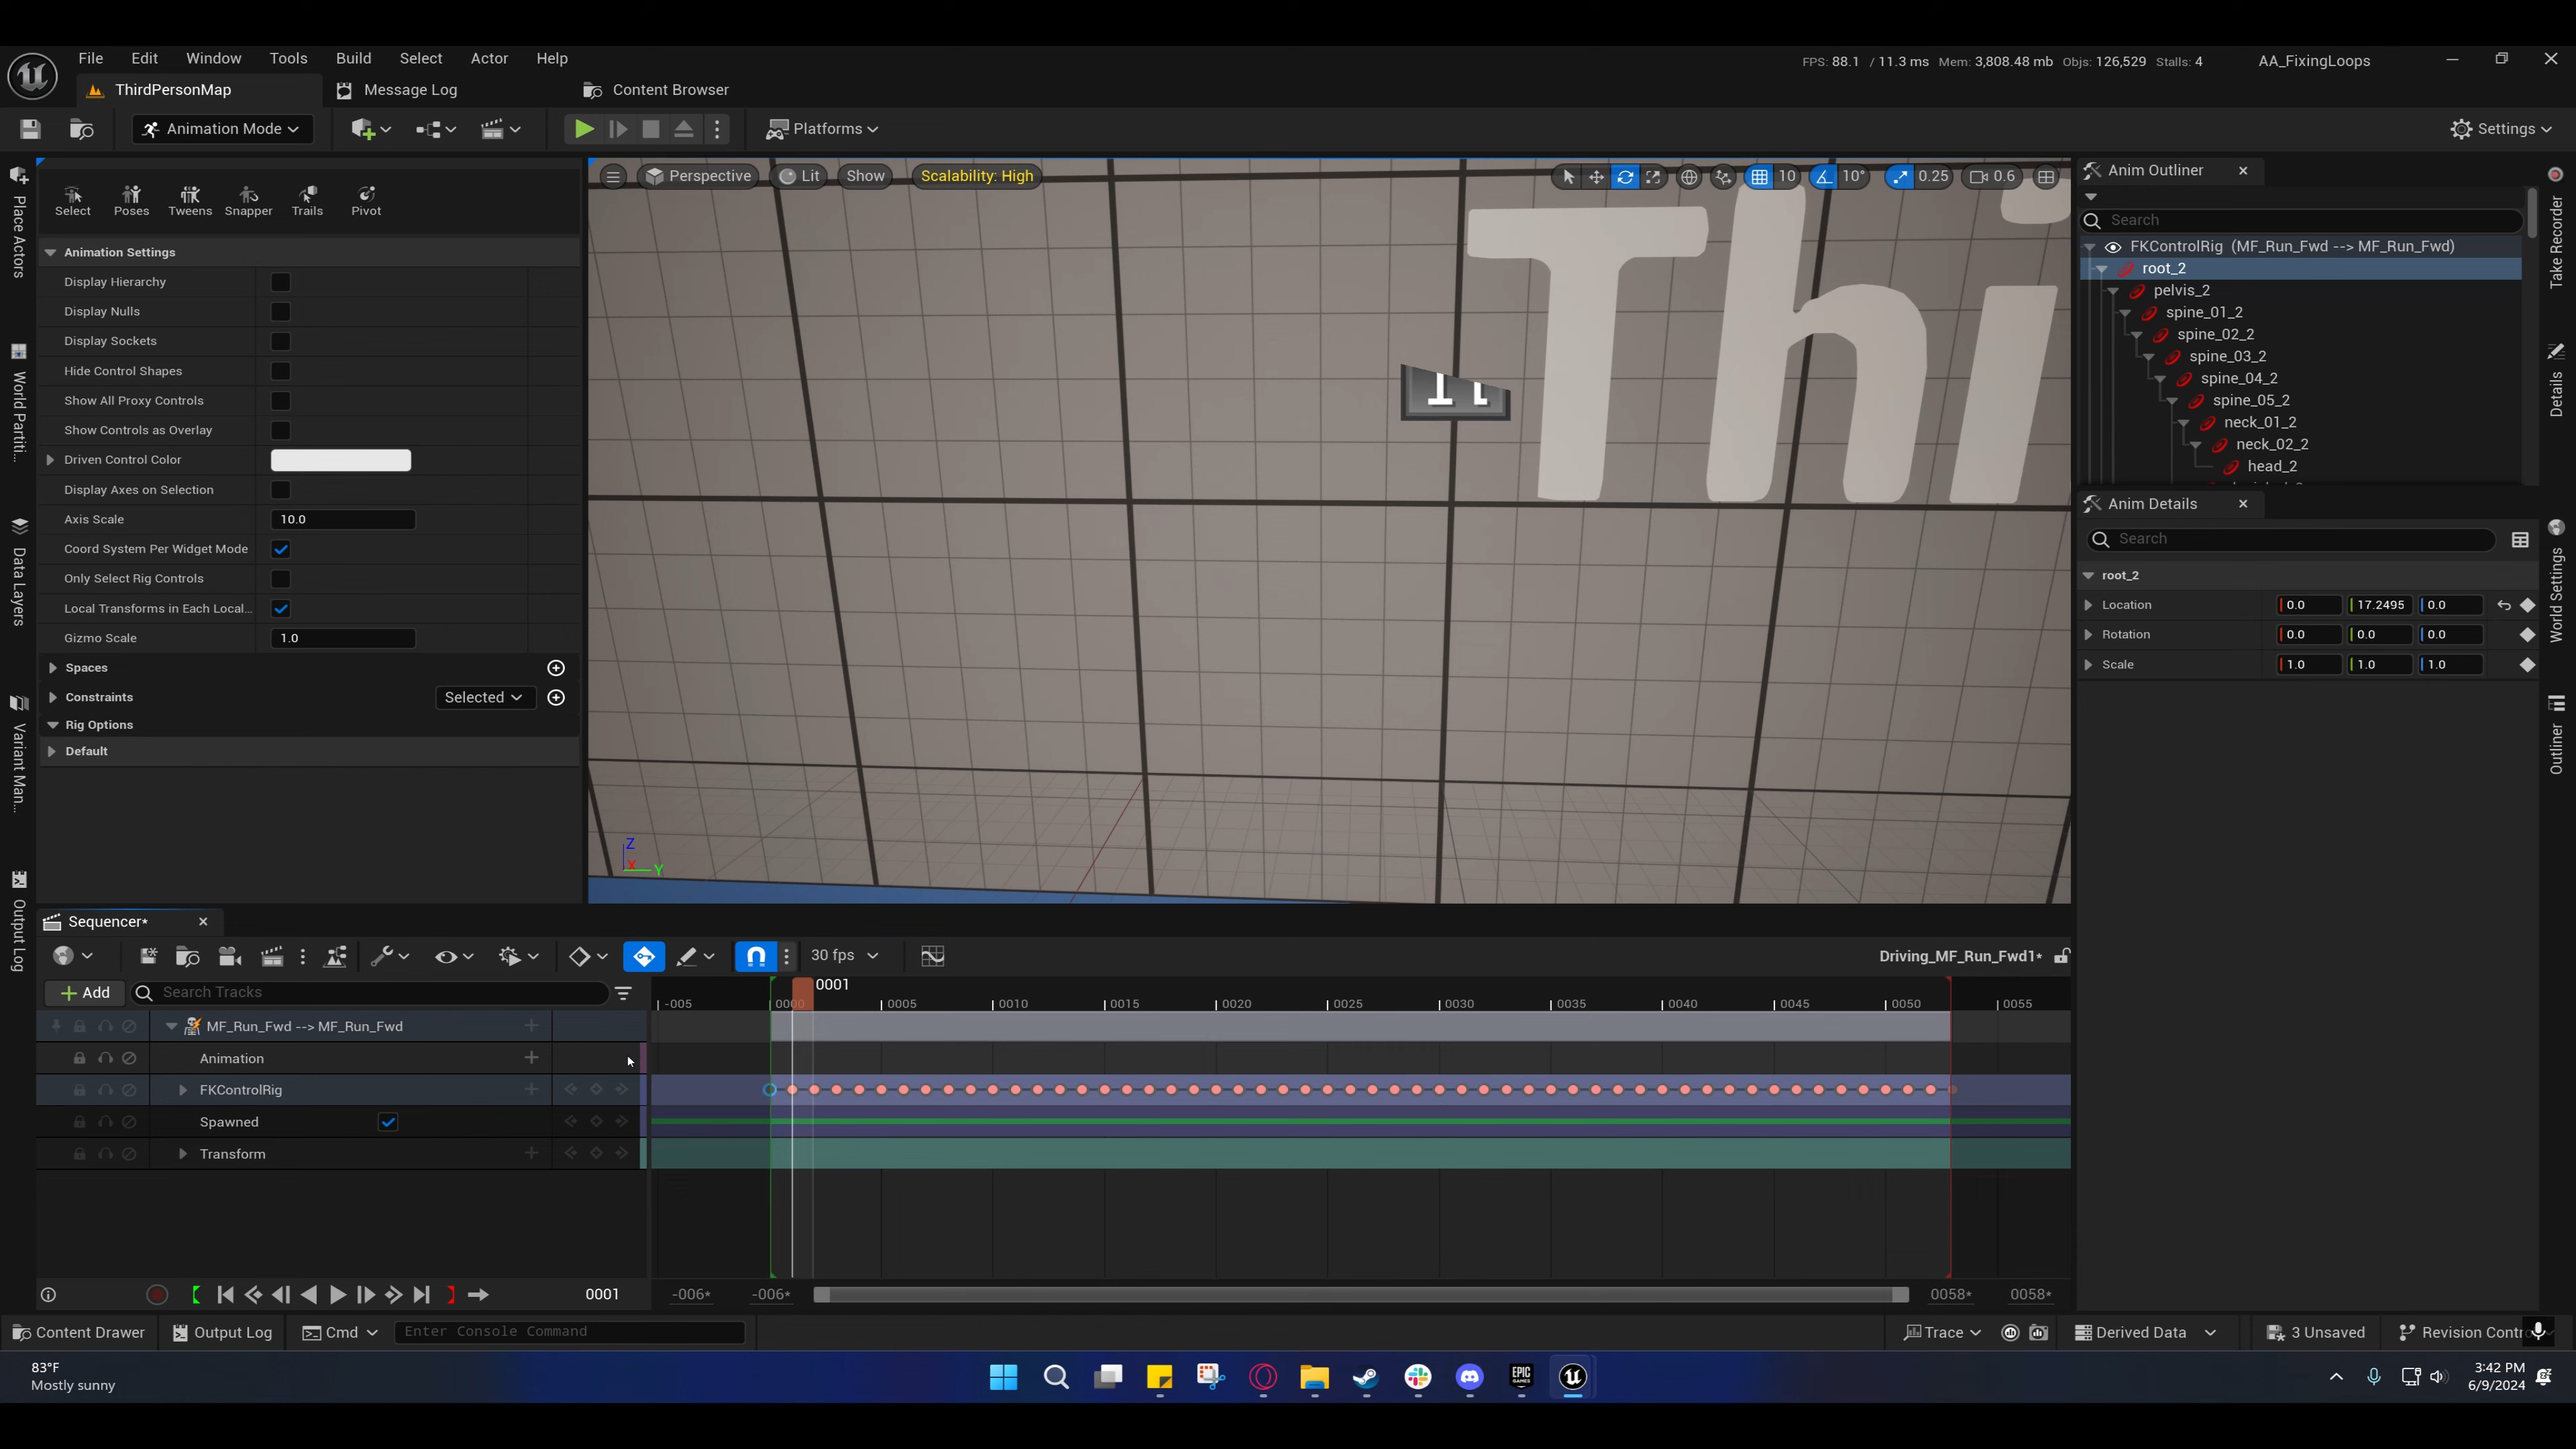 File Edit Window Tools Build Select Actor Help
FPS: 88.1 / 11.3 ms Mem: 3,808.48 mb Objs: 126,529 Stalls: 4
AA_FixingLoops
ThirdPersonMap
Message Log
Content Browser
Animation Mode
Platforms
Settings
Place Actors
World Partiti...
Data Layers
Variant Man...
Output Log
Select Poses Tweens Snapper Trails Pivot
Animation Settings
Display Hierarchy
Display Nulls
Display Sockets
Hide Control Shapes
Show All Proxy Controls
Show Controls as Overlay
Driven Control Color
Display Axes on Selection
Axis Scale 10.0
Coord System Per Widget Mode
Only Select Rig Controls
Local Transforms in Each Local...
Gizmo Scale 1.0
Spaces
Constraints Selected
Rig Options
Default
Perspective Lit Show Scalability: High
10 10° 0.25 0.6
Thi
Z
X Y
Anim Outliner
Search
FKControlRig (MF_Run_Fwd --> MF_Run_Fwd)
root_2
pelvis_2
spine_01_2
spine_02_2
spine_03_2
spine_04_2
spine_05_2
neck_01_2
neck_02_2
head_2
Anim Details
Search
root_2
Location 0.0 17.2495 0.0
Rotation 0.0 0.0 0.0
Scale 1.0 1.0 1.0
Take Recorder
Details
World Settings
Outliner
Sequencer*
30 fps
Driving_MF_Run_Fwd1*
Add
Search Tracks
0001
-005 0000 0005 0010 0015 0020 0025 0030 0035 0040 0045 0050 0055
MF_Run_Fwd --> MF_Run_Fwd
Animation
FKControlRig
Spawned
Transform
0001
-006* -006* 0058* 0058*
Content Drawer
Output Log
Cmd
Enter Console Command
Trace
Derived Data
3 Unsaved
Revision Contro
83°F
Mostly sunny
EPIC
GAMES
3:42 PM
6/9/2024